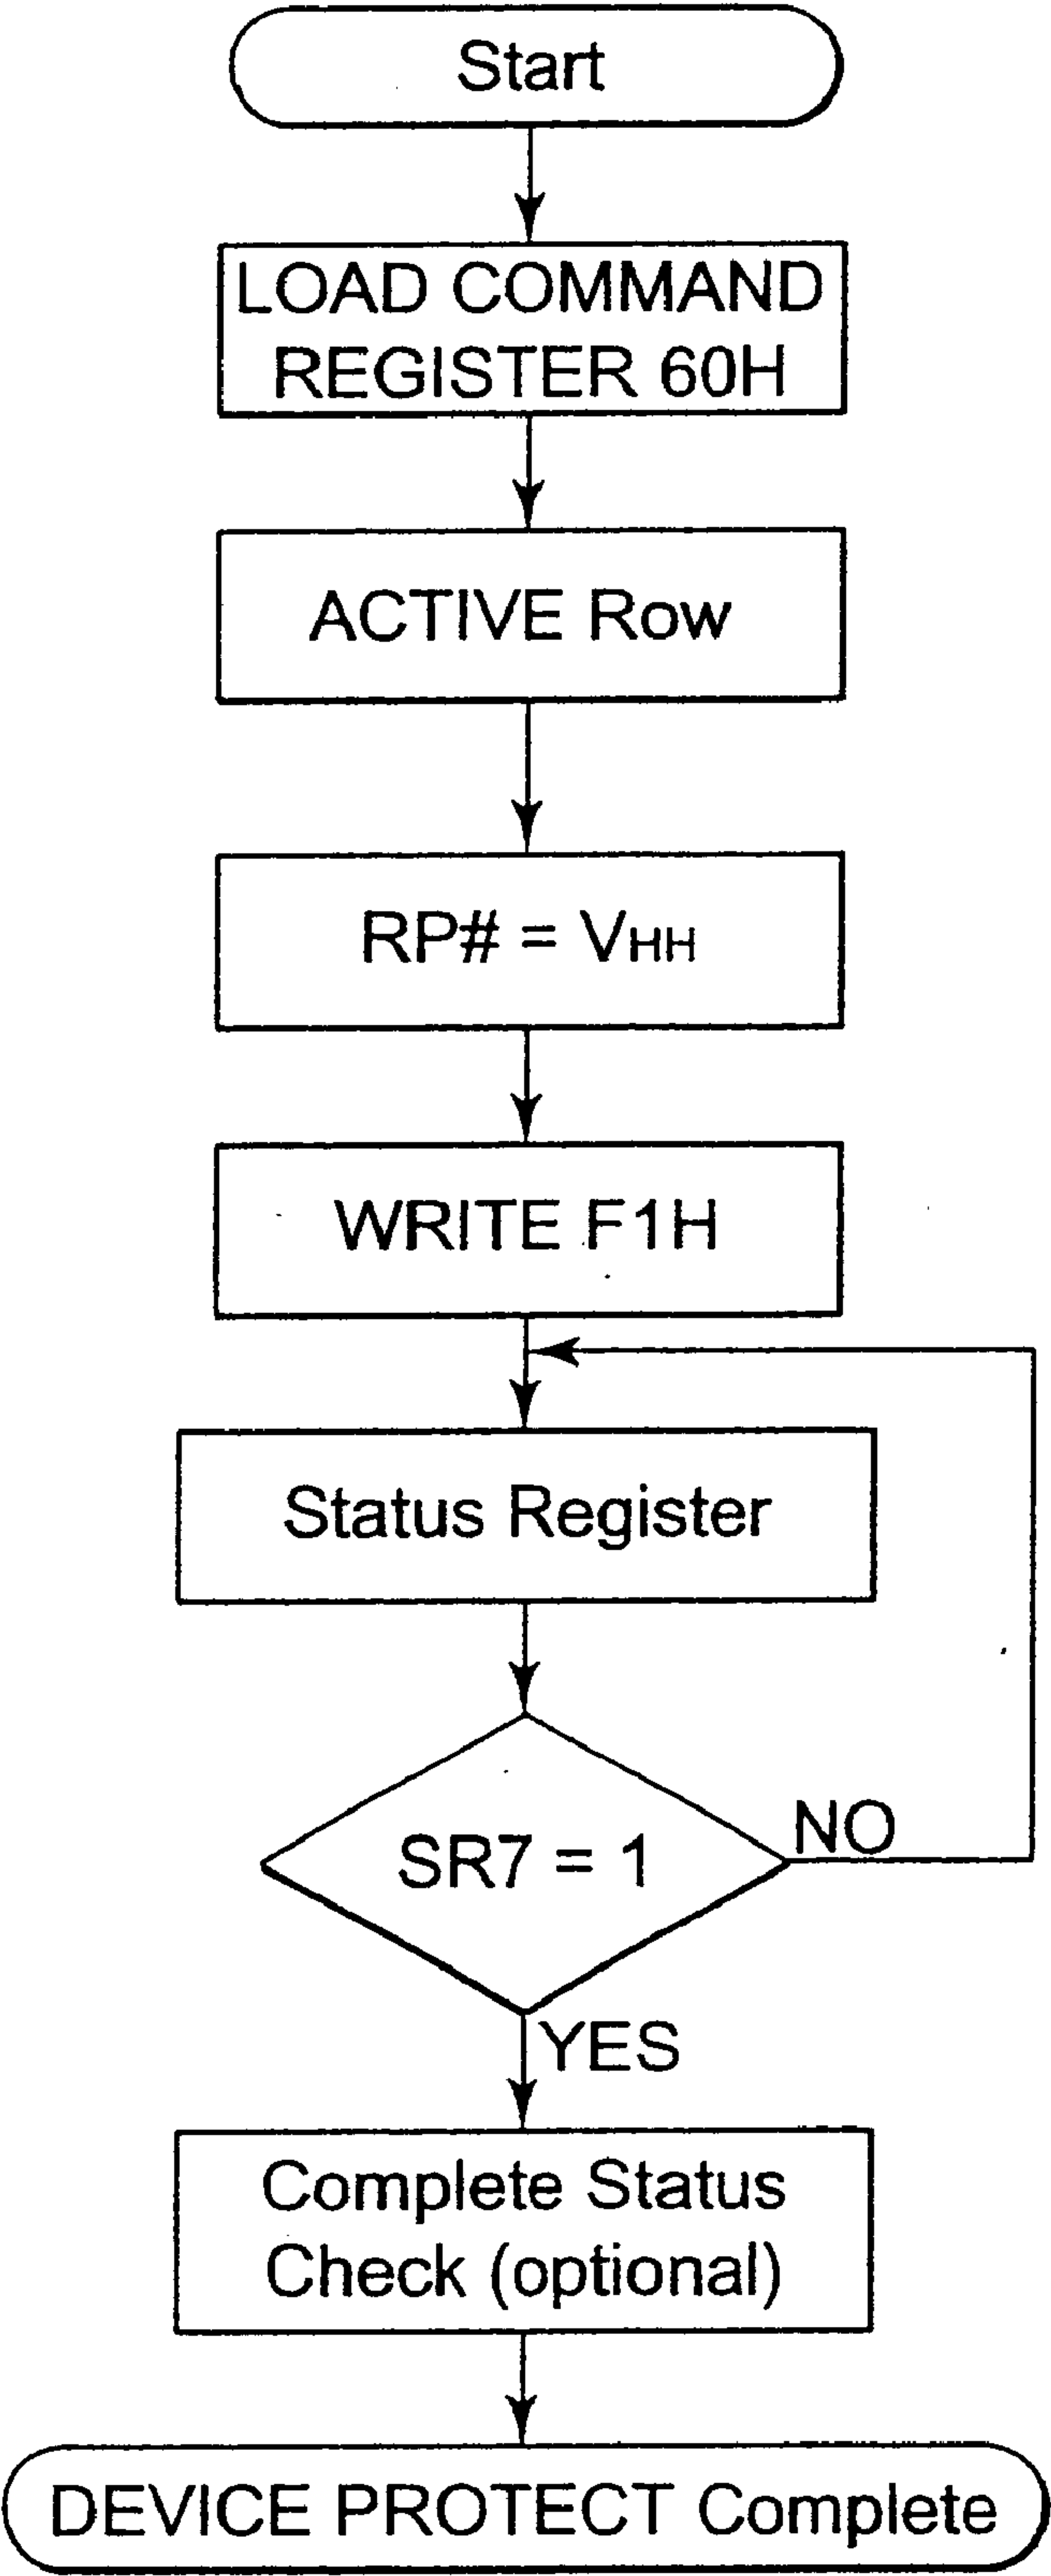 Start
LOAD COMMAND
REGISTER 60H
ACTIVE Row
RP# = VHH
WRITE F1H
Status Register
SR7 = 1
NO
YES
Complete Status
Check (optional)
DEVICE PROTECT Complete